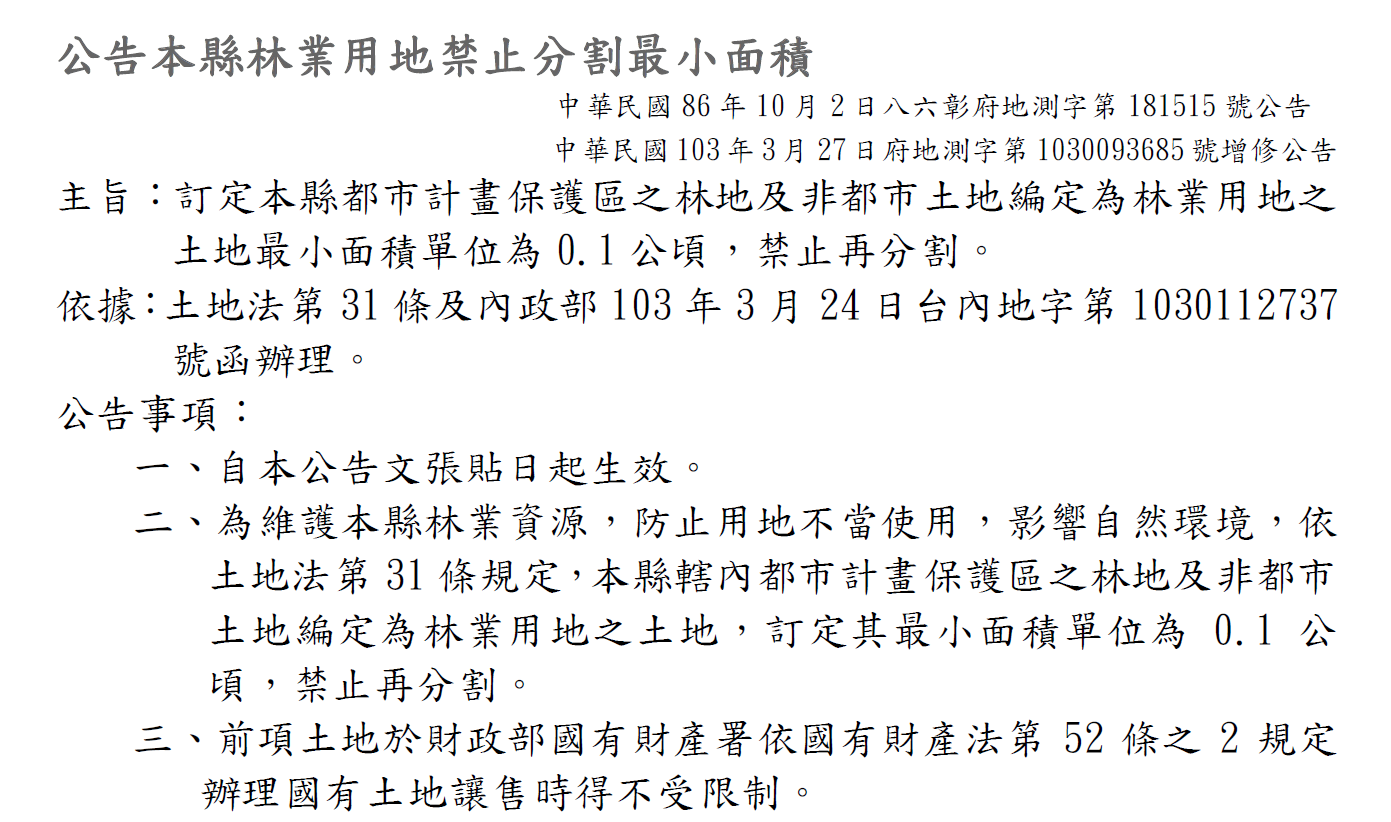 公告本縣林業用地禁止分割最小面積
中華民國 86 年 10 月 2 日八六彰府地測字第 181515 號公告
中華民國 103 年 3 月 27 日府地測字第 1030093685 號增修公告
主旨：訂定本縣都市計畫保護區之林地及非都市土地編定為林業用地之
土地最小面積單位為 0.1 公頃，禁止再分割。
依據：土地法第 31 條及內政部 103 年 3 月 24 日台內地字第 1030112737
號函辦理。
公告事項：
一、自本公告文張貼日起生效。
二、為維護本縣林業資源，防止用地不當使用，影響自然環境，依
土地法第 31 條規定，本縣轄內都市計畫保護區之林地及非都市
土地編定為林業用地之土地，訂定其最小面積單位為 0.1 公
頃，禁止再分割。
三、前項土地於財政部國有財產署依國有財產法第 52 條之 2 規定
辦理國有土地讓售時得不受限制。